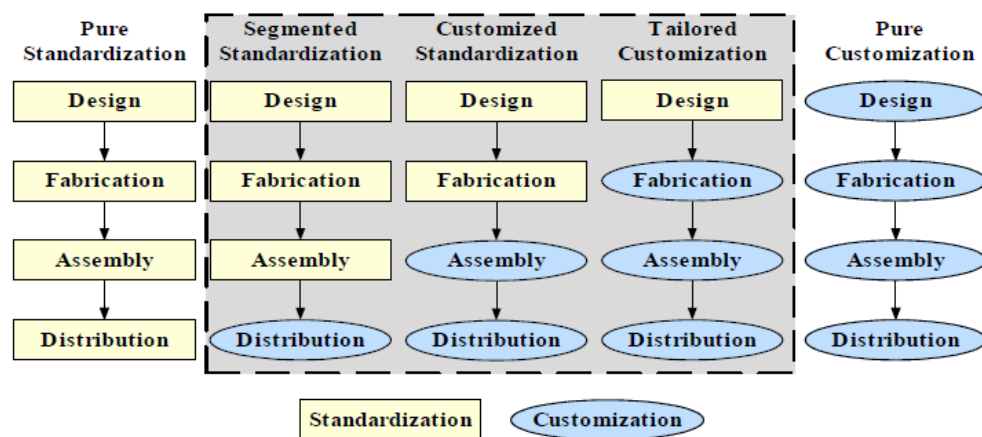 Pure Standardization
Segmented Standardization
Customized Standardization
Tailored Customization
Pure Customization
Design
Design
Design
Design
Design
Fabrication
Fabrication
Fabrication
Fabrication
Fabrication
Assembly
Assembly
Assembly
Assembly
Assembly
Distribution
Distribution
Distribution
Distribution
Distribution
Standardization
Customization